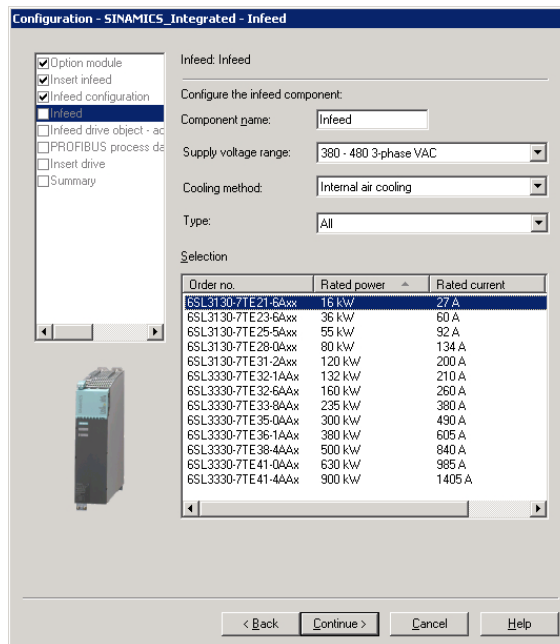 Configuration - SINAMICS_Integrated - Infeed
Option module
Insert infeed
Infeed configuration
Infeed
Infeed drive object - ac
PROFIBUS process da
Insert drive
Summary
Infeed: Infeed
Configure the infeed component:
Component name: Infeed
Supply voltage range: 380 - 480 3-phase VAC
Cooling method: Internal air cooling
Type: All
Selection
Order no. Rated power Rated current
6SL3130-7TE21-6Axx 16 kW 27 A
6SL3130-7TE23-6Axx 36 kW 60 A
6SL3130-7TE25-5Axx 55 kW 92 A
6SL3130-7TE28-0Axx 80 kW 134 A
6SL3130-7TE31-2Axx 120 kW 200 A
6SL3330-7TE32-1AAx 132 kW 210 A
6SL3330-7TE32-6AAx 160 kW 260 A
6SL3330-7TE33-8AAx 235 kW 380 A
6SL3330-7TE35-0AAx 300 kW 490 A
6SL3330-7TE36-1AAx 380 kW 605 A
6SL3330-7TE38-4AAx 500 kW 840 A
6SL3330-7TE41-0AAx 630 kW 985 A
6SL3330-7TE41-4AAx 900 kW 1405 A
< Back Continue > Cancel Help